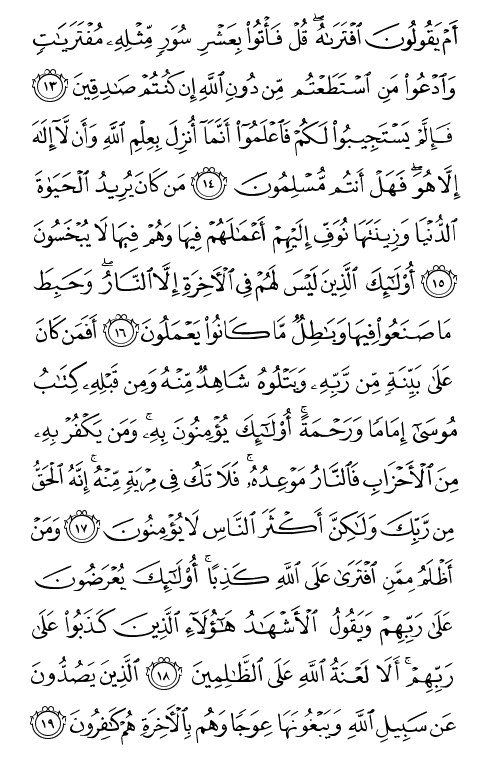 أَمْ يَقُولُونَ ٱفْتَرَىٰهُ ۖ قُلْ فَأْتُوا۟ بِعَشْرِ سُوَرٍ مِّثْلِهِۦ مُفْتَرَيَٰتٍ
وَٱدْعُوا۟ مَنِ ٱسْتَطَعْتُم مِّن دُونِ ٱللَّهِ إِن كُنتُمْ صَٰدِقِينَ ١٣
فَإِلَّمْ يَسْتَجِيبُوا۟ لَكُمْ فَٱعْلَمُوٓا۟ أَنَّمَآ أُنزِلَ بِعِلْمِ ٱللَّهِ وَأَن لَّآ إِلَٰهَ
إِلَّا هُوَ ۖ فَهَلْ أَنتُم مُّسْلِمُونَ ١٤ مَن كَانَ يُرِيدُ ٱلْحَيَوٰةَ
ٱلدُّنْيَا وَزِينَتَهَا نُوَفِّ إِلَيْهِمْ أَعْمَٰلَهُمْ فِيهَا وَهُمْ فِيهَا لَا يُبْخَسُونَ
١٥ أُو۟لَٰٓئِكَ ٱلَّذِينَ لَيْسَ لَهُمْ فِى ٱلْءَاخِرَةِ إِلَّا ٱلنَّارُ ۖ وَحَبِطَ
مَا صَنَعُوا۟ فِيهَا وَبَٰطِلٌ مَّا كَانُوا۟ يَعْمَلُونَ ١٦ أَفَمَن كَانَ
عَلَىٰ بَيِّنَةٍ مِّن رَّبِّهِۦ وَيَتْلُوهُ شَاهِدٌ مِّنْهُ وَمِن قَبْلِهِۦ كِتَٰبُ
مُوسَىٰٓ إِمَامًا وَرَحْمَةً ۚ أُو۟لَٰٓئِكَ يُؤْمِنُونَ بِهِۦ ۚ وَمَن يَكْفُرْ بِهِۦ
مِنَ ٱلْأَحْزَابِ فَٱلنَّارُ مَوْعِدُهُۥ ۚ فَلَا تَكُ فِى مِرْيَةٍ مِّنْهُ ۚ إِنَّهُ ٱلْحَقُّ
مِن رَّبِّكَ وَلَٰكِنَّ أَكْثَرَ ٱلنَّاسِ لَا يُؤْمِنُونَ ١٧ وَمَنْ
أَظْلَمُ مِمَّنِ ٱفْتَرَىٰ عَلَى ٱللَّهِ كَذِبًا ۚ أُو۟لَٰٓئِكَ يُعْرَضُونَ
عَلَىٰ رَبِّهِمْ وَيَقُولُ ٱلْأَشْهَٰدُ هَٰٓؤُلَآءِ ٱلَّذِينَ كَذَبُوا۟ عَلَىٰ
رَبِّهِمْ ۚ أَلَا لَعْنَةُ ٱللَّهِ عَلَى ٱلظَّٰلِمِينَ ١٨ ٱلَّذِينَ يَصُدُّونَ
عَن سَبِيلِ ٱللَّهِ وَيَبْغُونَهَا عِوَجًا وَهُم بِٱلْءَاخِرَةِ هُمْ كَٰفِرُونَ ١٩